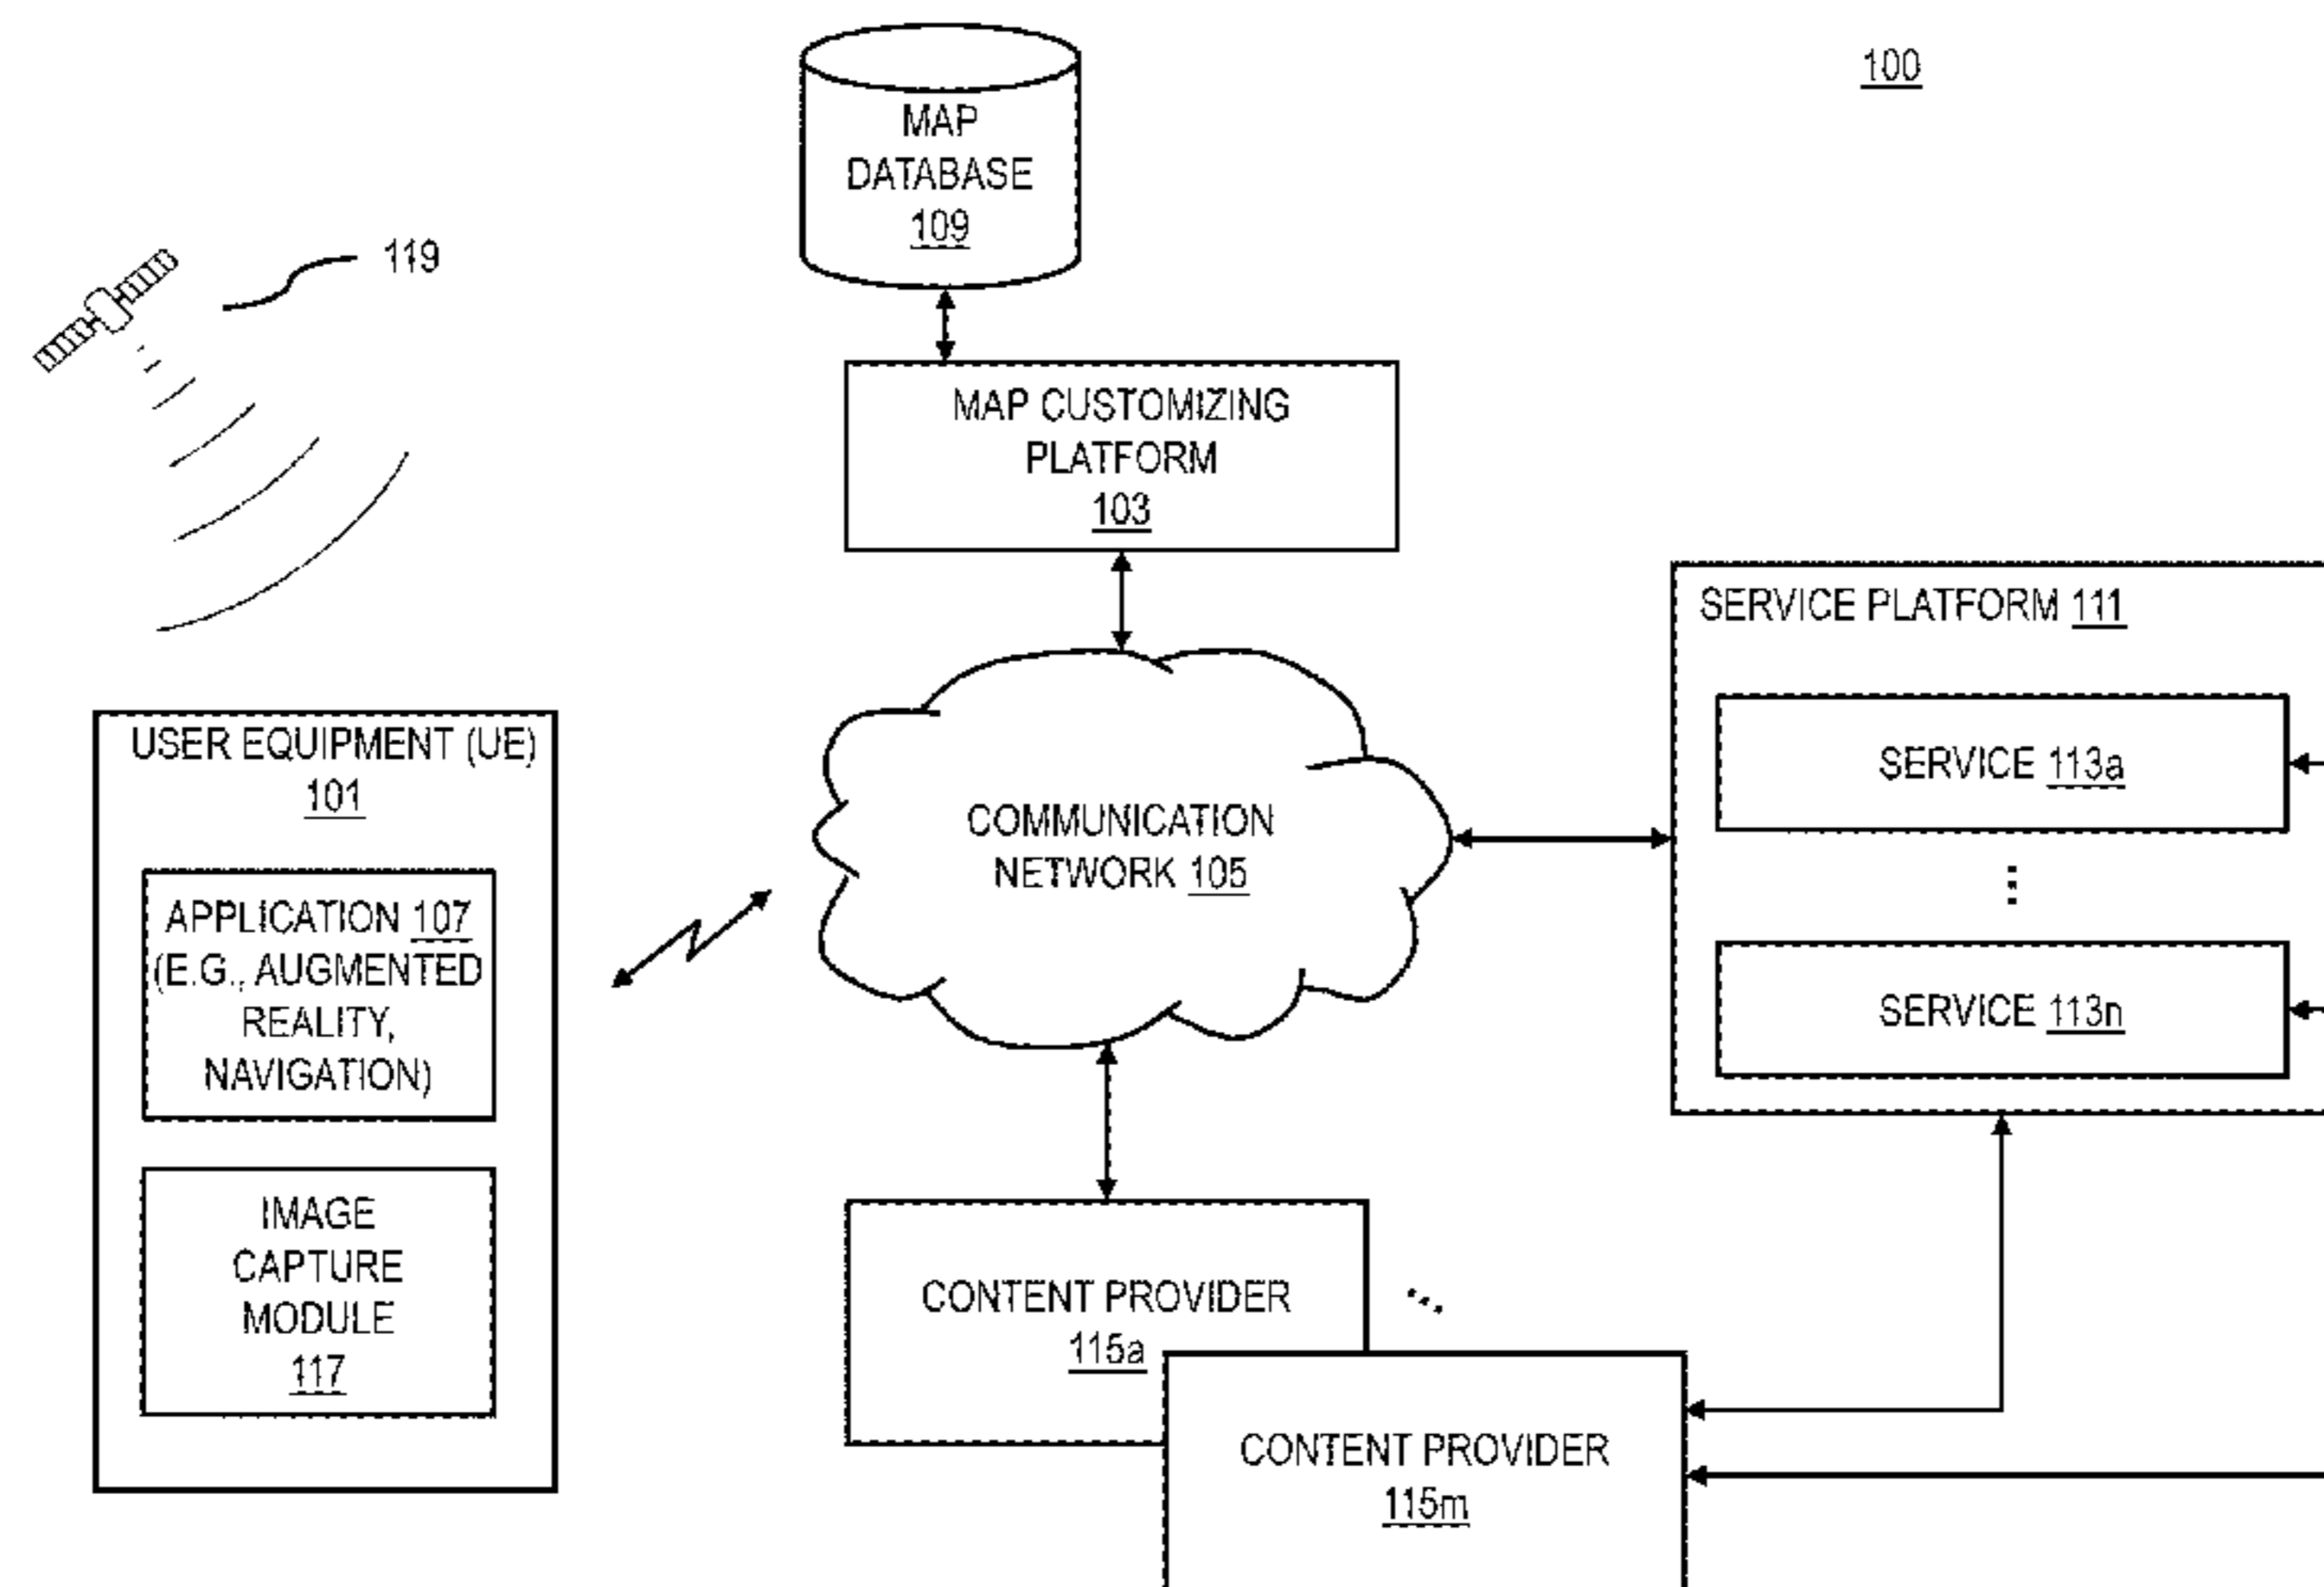 100
MAP
DATABASE
109
119
MAP CUSTOMIZING
PLATFORM
103
SERVICE PLATFORM 111
SERVICE 113a
SERVICE 113n
USER EQUIPMENT (UE)
101
APPLICATION 107
(E.G., AUGMENTED
REALITY,
NAVIGATION)
IMAGE
CAPTURE
MODULE
117
COMMUNICATION
NETWORK 105
CONTENT PROVIDER
115a
CONTENT PROVIDER
115m